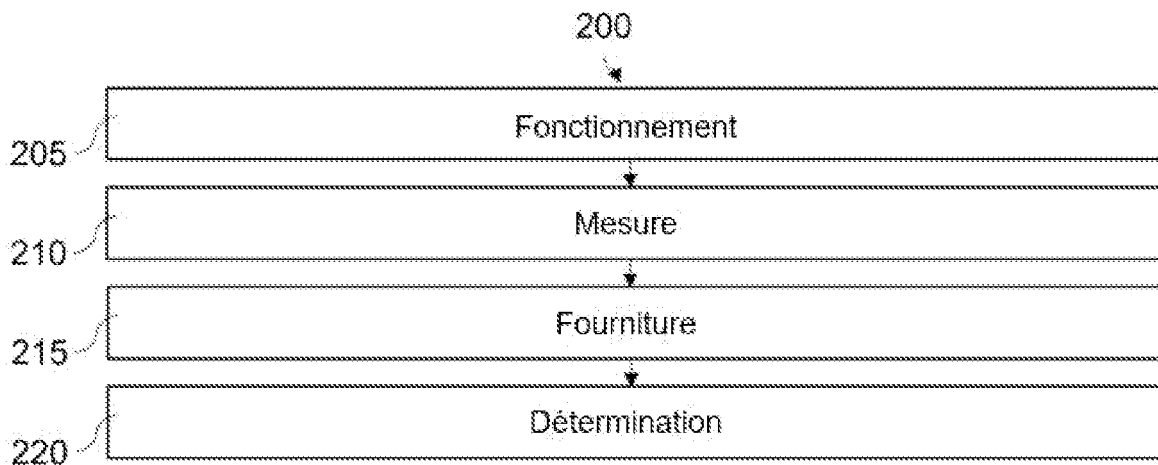 200
Fonctionnement
205
Mesure
210
Fourniture
215
Détermination
220